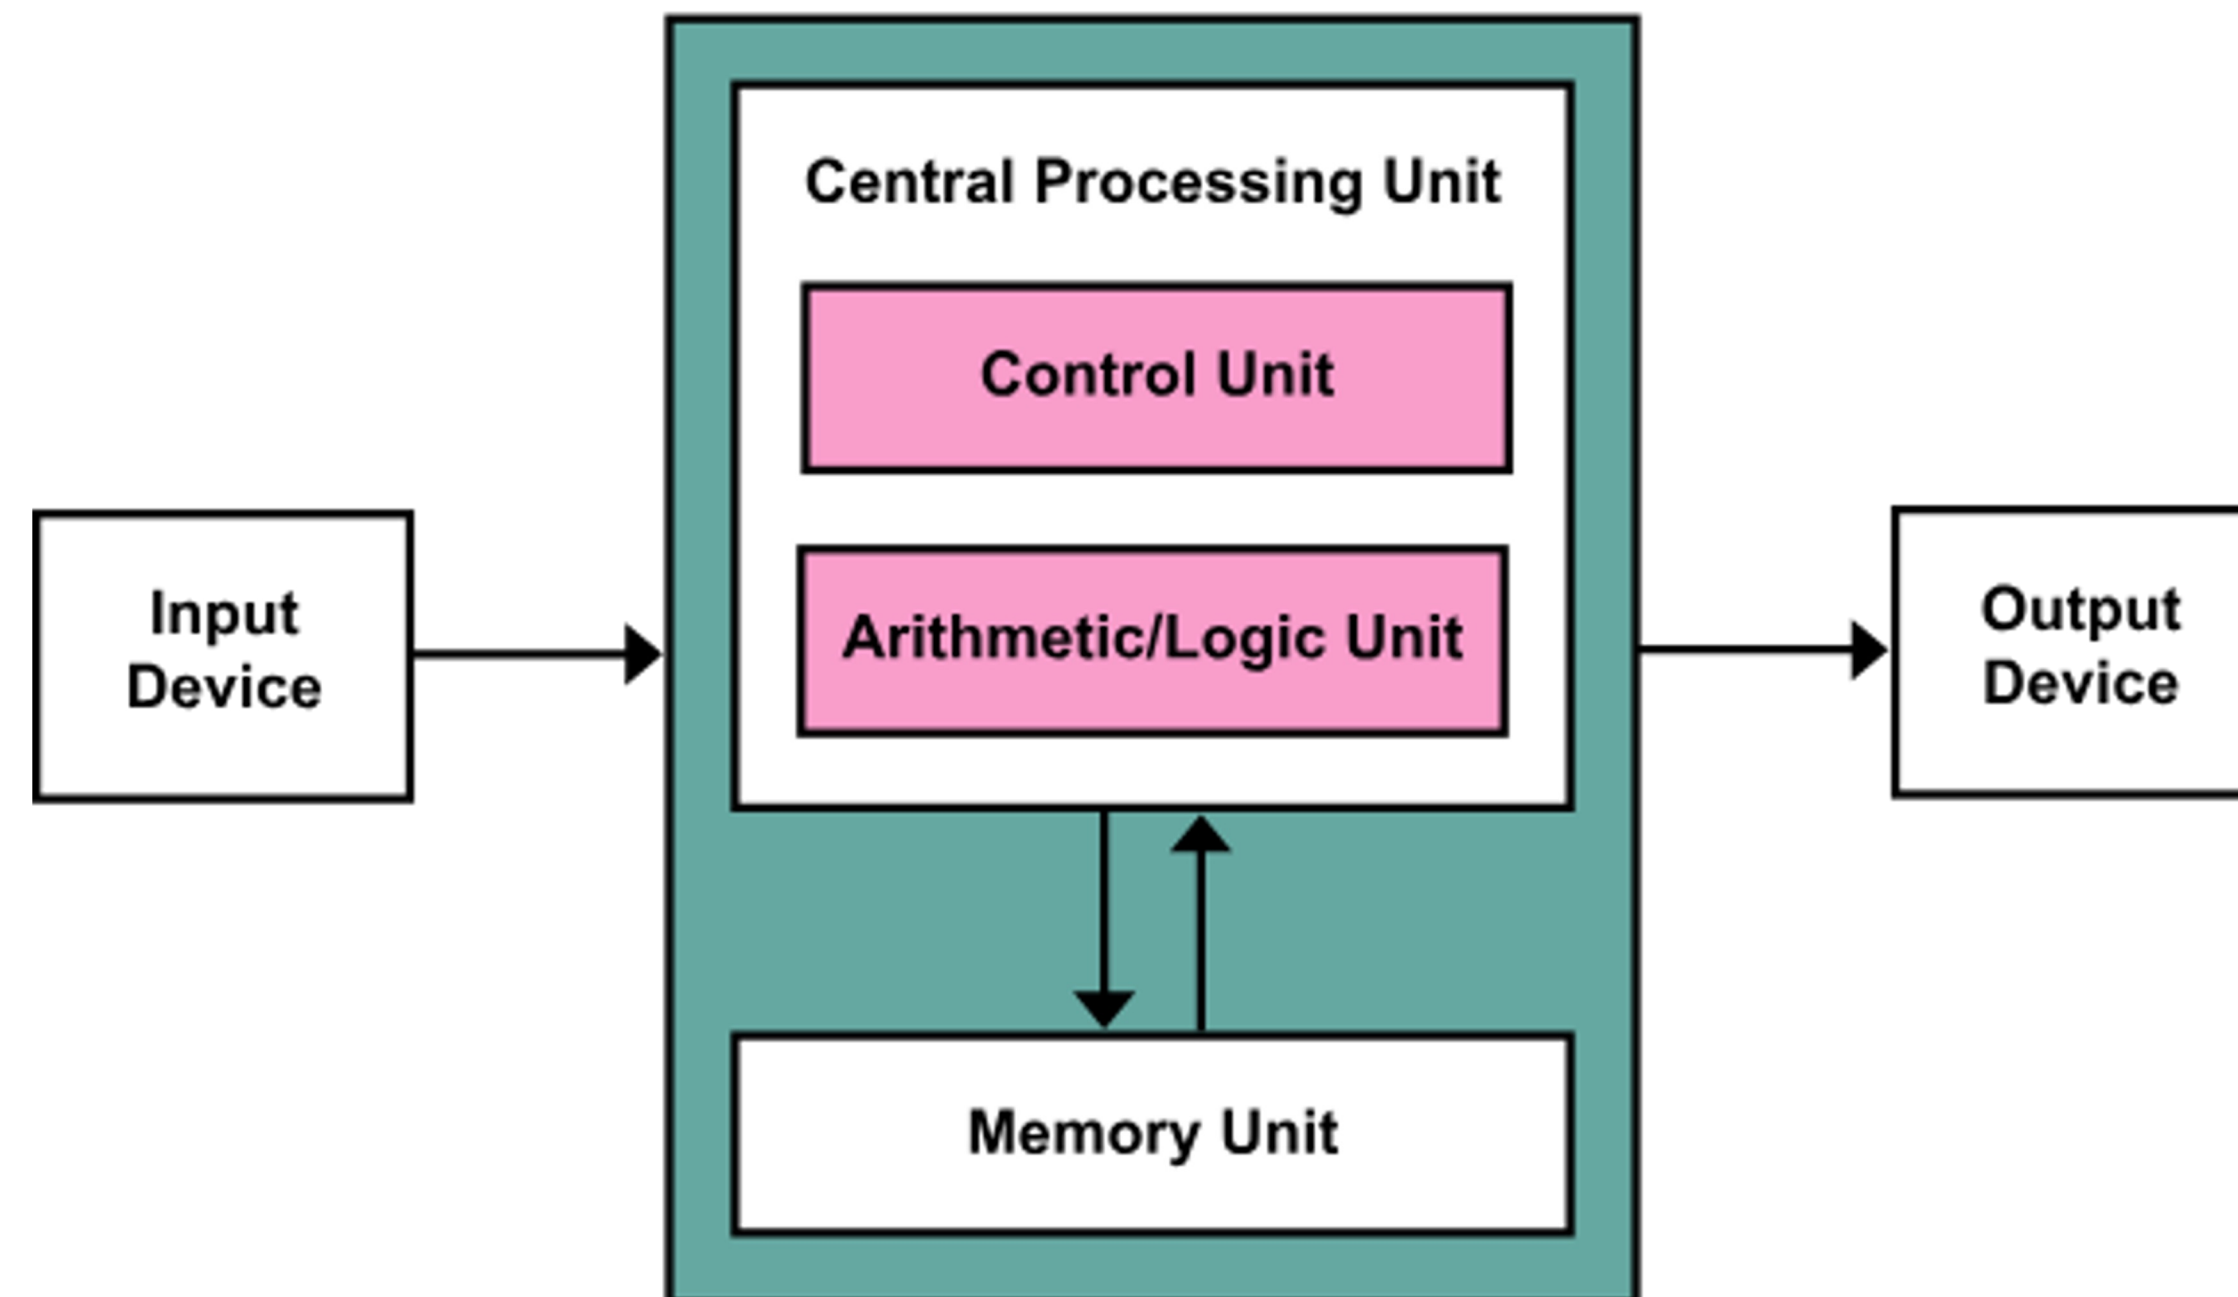 Central Processing Unit
Control Unit
Arithmetic/Logic Unit
Input
Device
Output
Device
Memory Unit